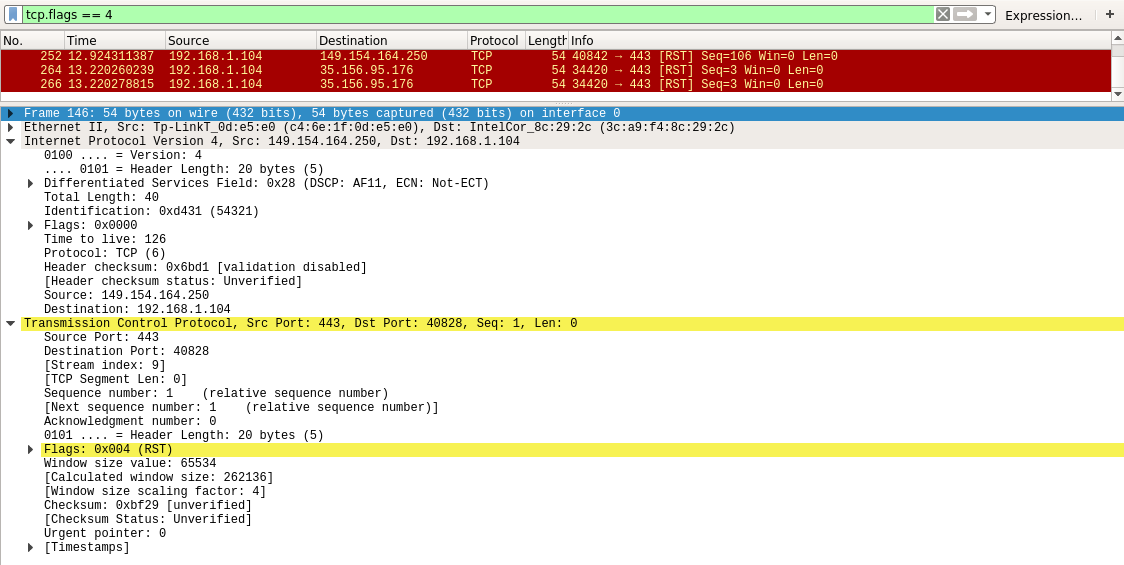 tcp.flags == 4 Expression… +
No. Time Source Destination Protocol Length Info
252 12.924311387 192.168.1.104 149.154.164.250 TCP 54 40842 → 443 [RST] Seq=106 Win=0 Len=0
264 13.220260239 192.168.1.104 35.156.95.176 TCP 54 34420 → 443 [RST] Seq=3 Win=0 Len=0
266 13.220278815 192.168.1.104 35.156.95.176 TCP 54 34420 → 443 [RST] Seq=3 Win=0 Len=0
Frame 146: 54 bytes on wire (432 bits), 54 bytes captured (432 bits) on interface 0
Ethernet II, Src: Tp-LinkT_0d:e5:e0 (c4:6e:1f:0d:e5:e0), Dst: IntelCor_8c:29:2c (3c:a9:f4:8c:29:2c)
Internet Protocol Version 4, Src: 149.154.164.250, Dst: 192.168.1.104
0100 .... = Version: 4
.... 0101 = Header Length: 20 bytes (5)
Differentiated Services Field: 0x28 (DSCP: AF11, ECN: Not-ECT)
Total Length: 40
Identification: 0xd431 (54321)
Flags: 0x0000
Time to live: 126
Protocol: TCP (6)
Header checksum: 0x6bd1 [validation disabled]
[Header checksum status: Unverified]
Source: 149.154.164.250
Destination: 192.168.1.104
Transmission Control Protocol, Src Port: 443, Dst Port: 40828, Seq: 1, Len: 0
Source Port: 443
Destination Port: 40828
[Stream index: 9]
[TCP Segment Len: 0]
Sequence number: 1 (relative sequence number)
[Next sequence number: 1 (relative sequence number)]
Acknowledgment number: 0
0101 .... = Header Length: 20 bytes (5)
Flags: 0x004 (RST)
Window size value: 65534
[Calculated window size: 262136]
[Window size scaling factor: 4]
Checksum: 0xbf29 [unverified]
[Checksum Status: Unverified]
Urgent pointer: 0
[Timestamps]